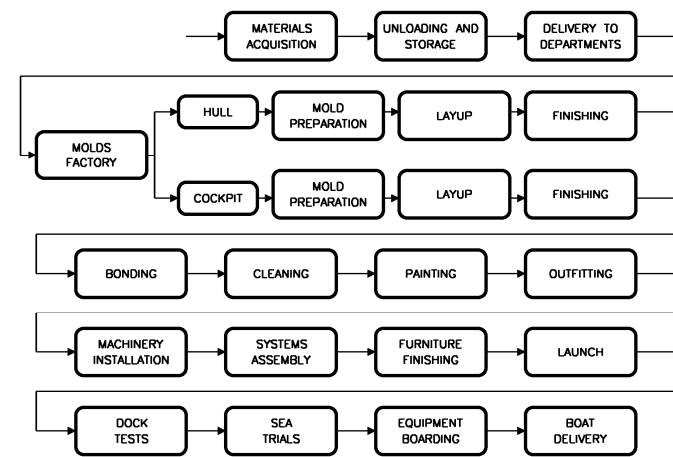 MATERIALS
ACQUISITION
UNLOADING AND
STORAGE
DELIVERY TO
DEPARTMENTS
MOLDS
FACTORY
HULL
MOLD
PREPARATION
LAYUP
FINISHING
COCKPIT
MOLD
PREPARATION
LAYUP
FINISHING
BONDING
CLEANING
PAINTING
OUTFITTING
MACHINERY
INSTALLATION
SYSTEMS
ASSEMBLY
FURNITURE
FINISHING
LAUNCH
DOCK
TESTS
SEA
TRIALS
EQUIPMENT
BOARDING
BOAT
DELIVERY